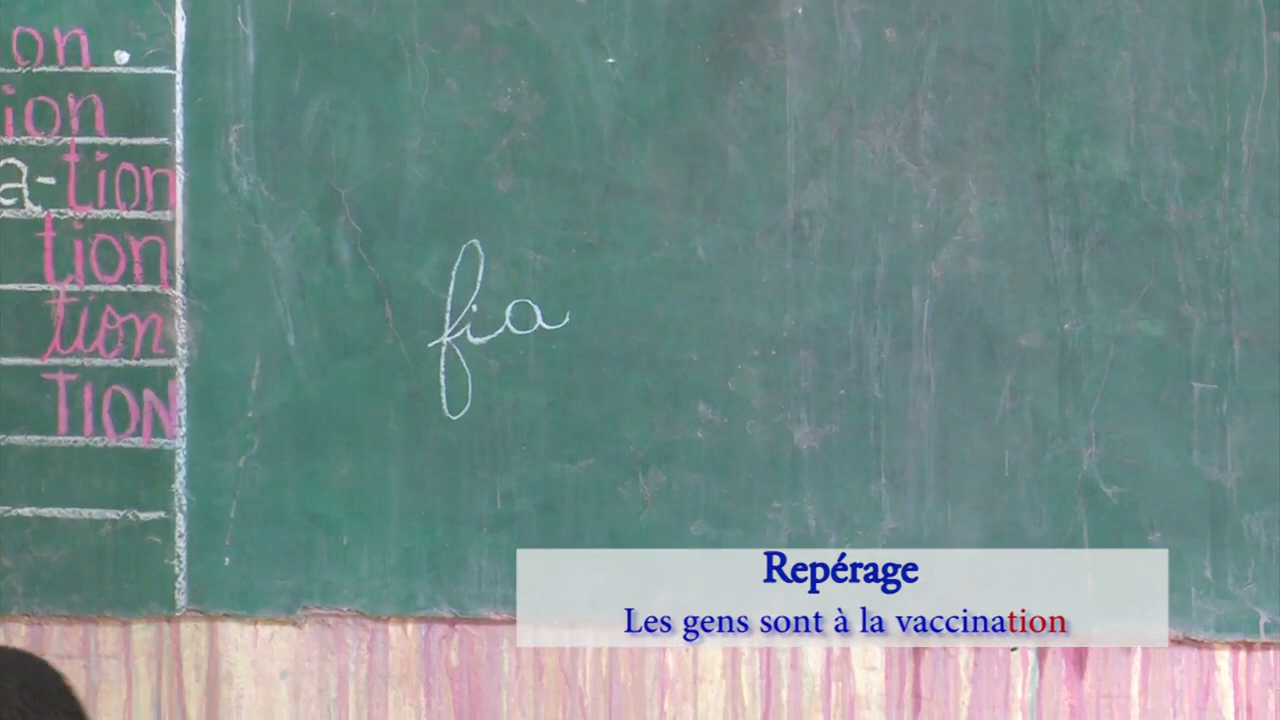 on.
ion
a-tion
tion
tion
TION
fia
Repérage
Les gens sont à la vaccination